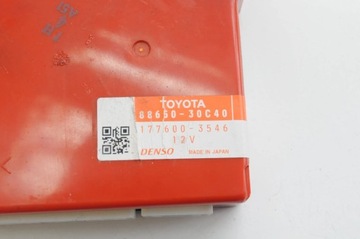 TOYOTA
88650-30C40
177600-3546
12V
DENSO MADE IN JAPAN